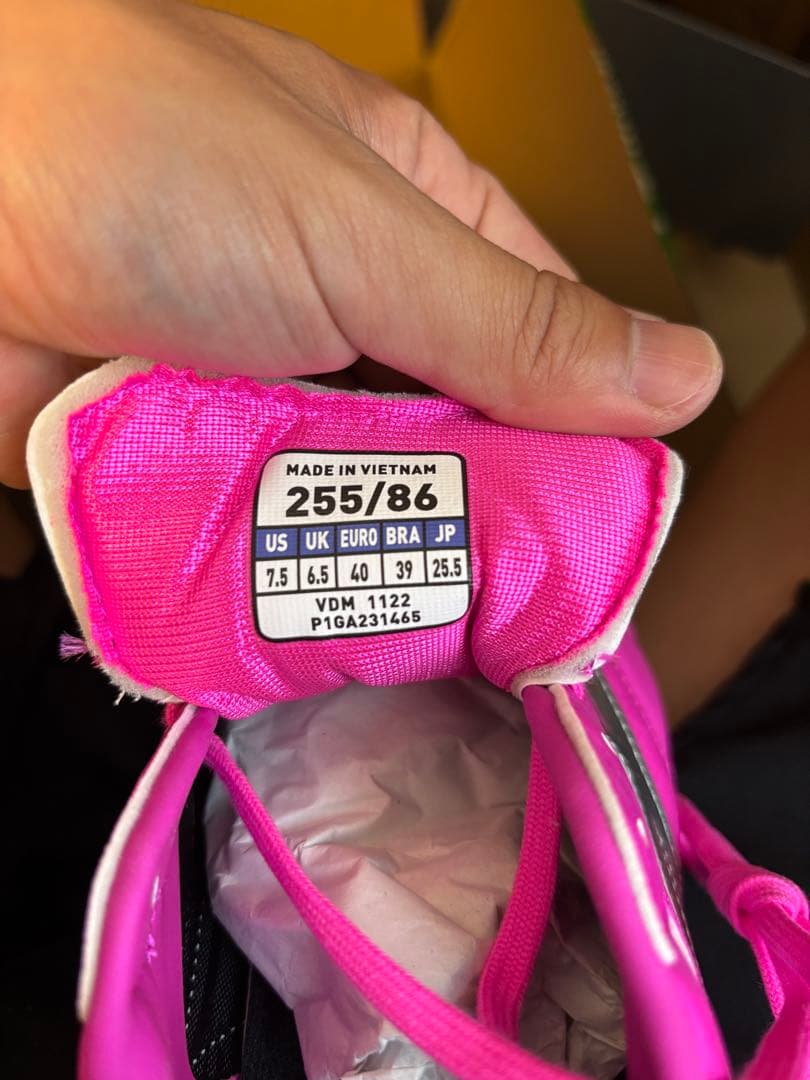 MADE IN VIETNAM
255/86
US UK EURO BRA JP
7.5 6.5 40 39 25.5
VDM 1122
P1GA231465